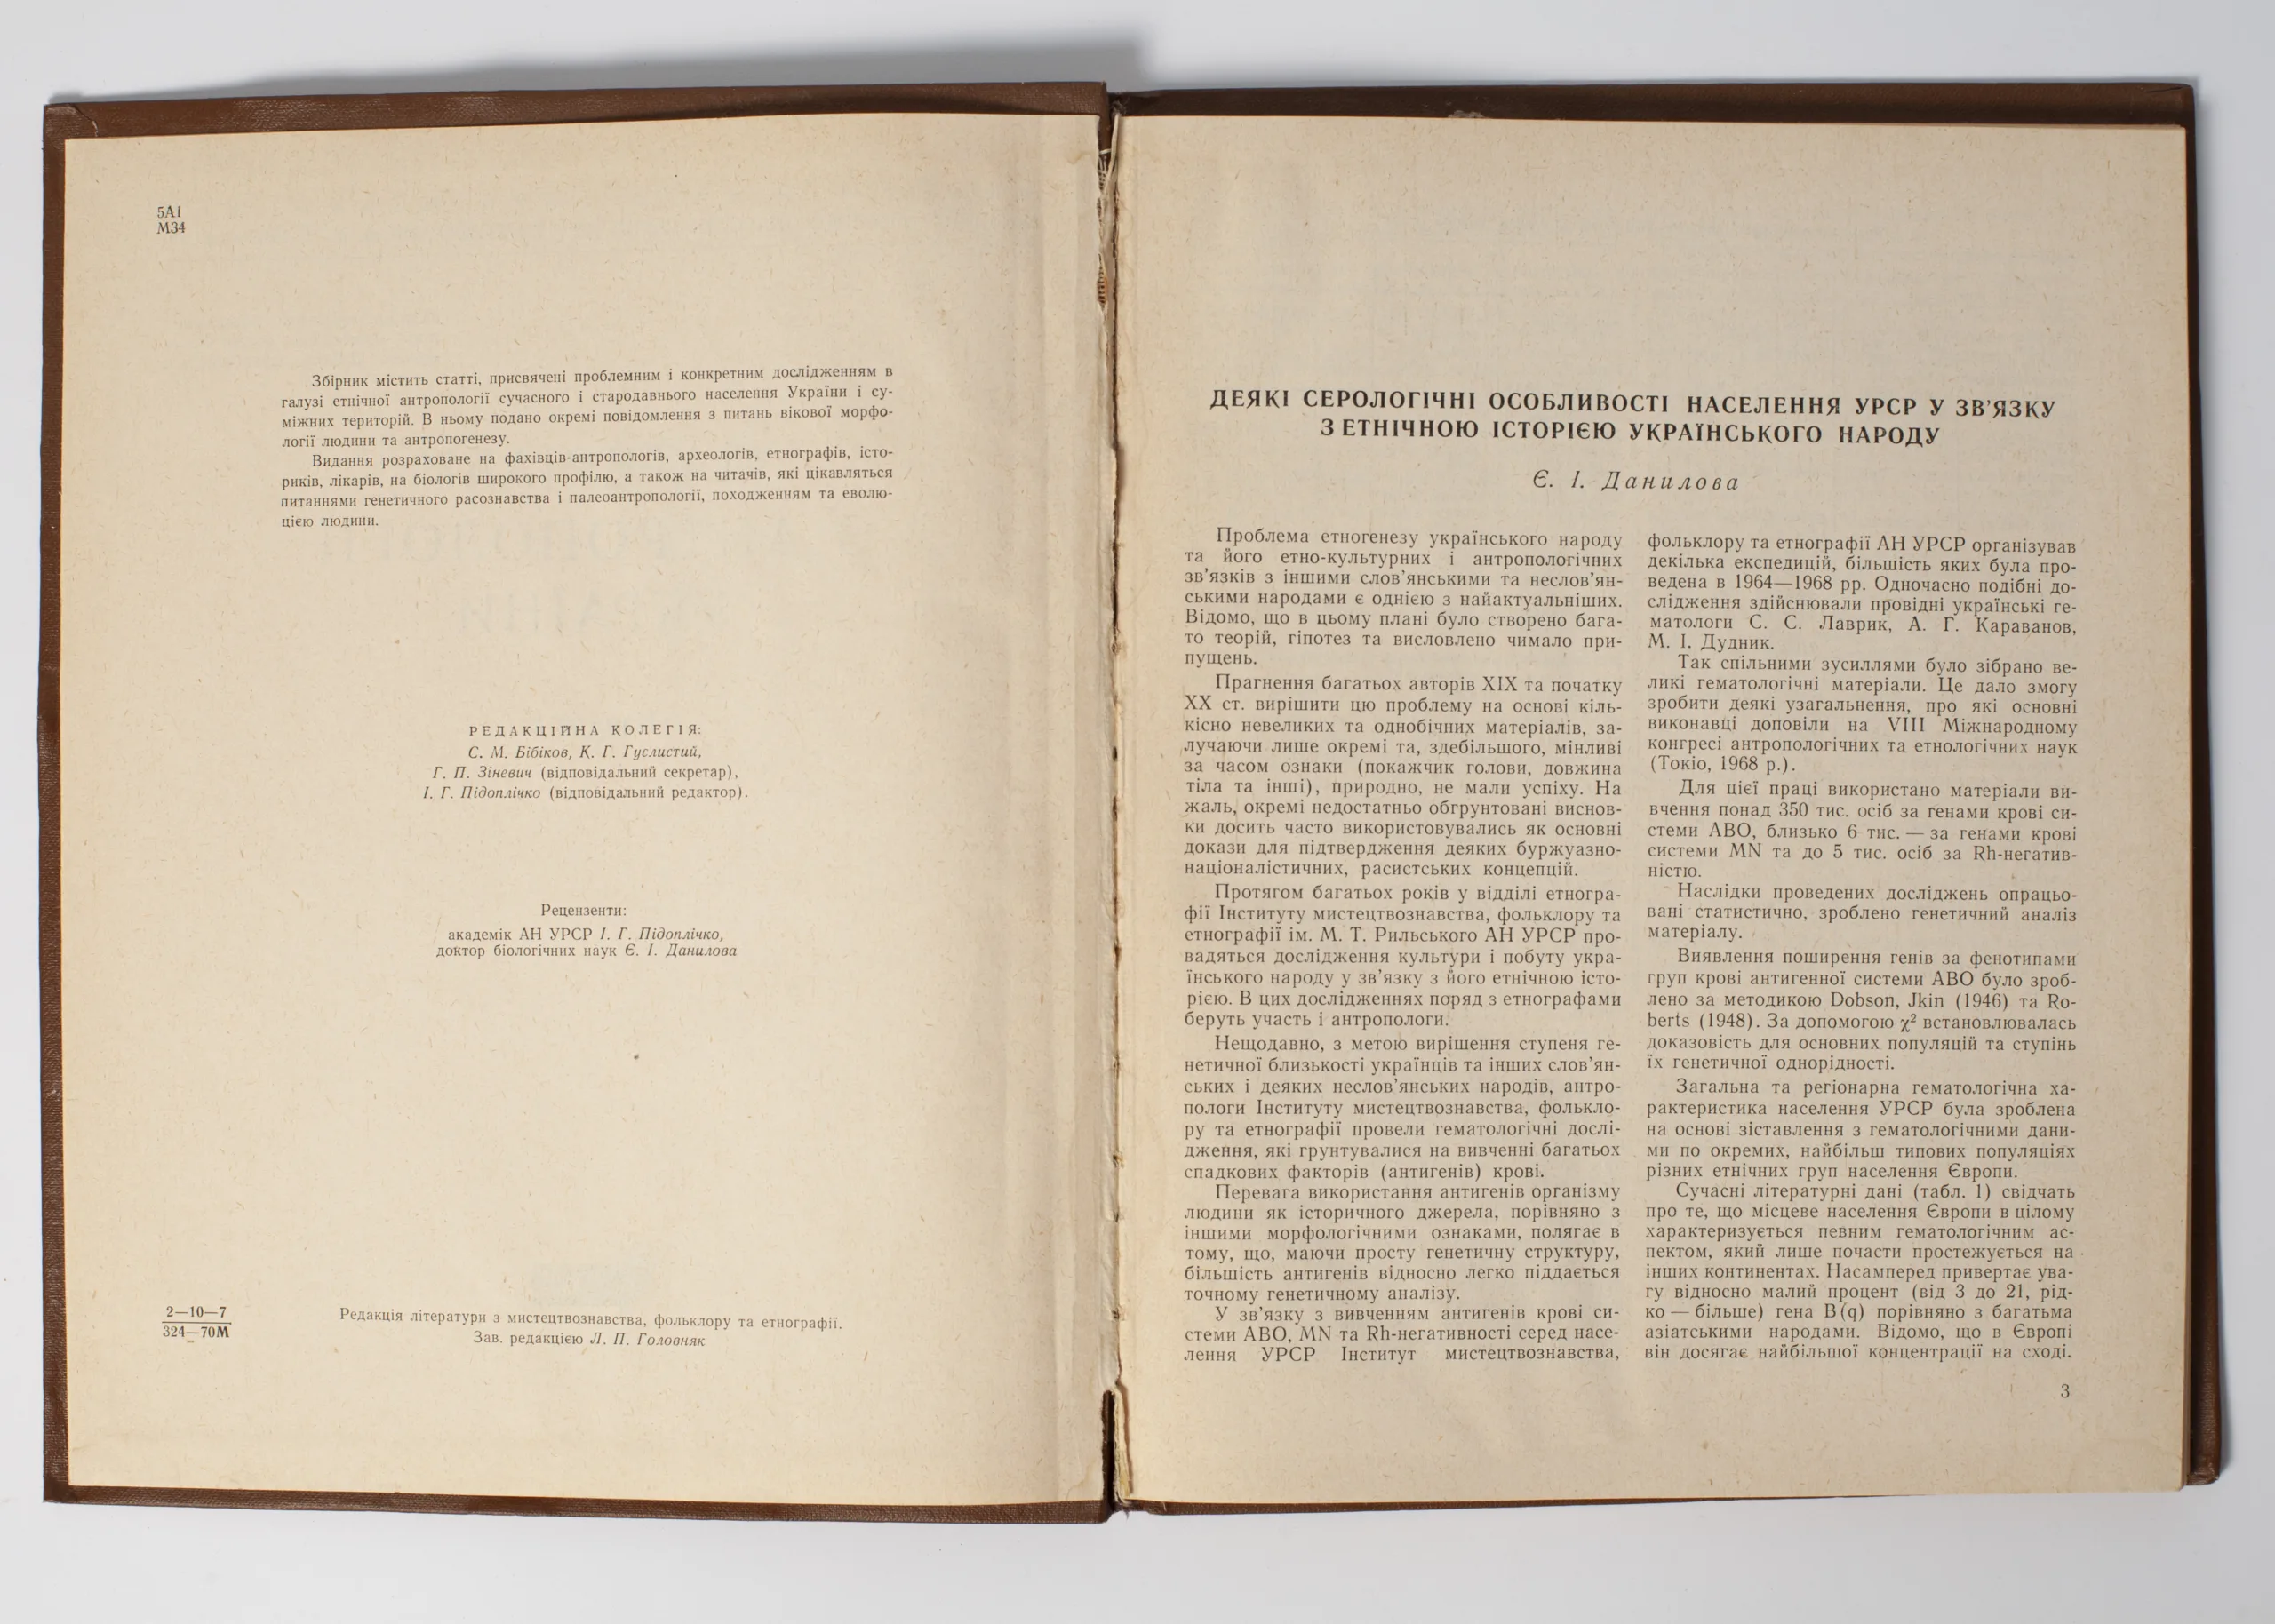 5А1
М34
Збірник містить статті, присвячені проблемним і конкретним дослідженням в
галузі етнічної антропології сучасного і стародавнього населення України і су-
міжних територій. В ньому подано окремі повідомлення з питань вікової морфо-
логії людини та антропогенезу.
Видання розраховане на фахівців-антропологів, археологів, етнографів, істо-
риків, лікарів, на біологів широкого профілю, а також на читачів, які цікавляться
питаннями генетичного расознавства і палеоантропології, походженням та еволю-
цією людини.
РЕДАКЦІЙНА КОЛЕГІЯ:
С. М. Бібіков, К. Г. Гуслистий,
Г. П. Зіневич (відповідальний секретар),
І. Г. Підоплічко (відповідальний редактор).
Рецензенти:
академік АН УРСР І. Г. Підоплічко,
доктор біологічних наук Є. І. Данилова
2—10—7
324—70М
Редакція літератури з мистецтвознавства, фольклору та етнографії.
Зав. редакцією Л. П. Головняк
ДЕЯКІ СЕРОЛОГІЧНІ ОСОБЛИВОСТІ НАСЕЛЕННЯ УРСР У ЗВ'ЯЗКУ
З ЕТНІЧНОЮ ІСТОРІЄЮ УКРАЇНСЬКОГО НАРОДУ
Є. І. Данилова
Проблема етногенезу українського народу
та його етно-культурних і антропологічних
зв'язків з іншими слов'янськими та неслов'ян-
ськими народами є однією з найактуальніших.
Відомо, що в цьому плані було створено бага-
то теорій, гіпотез та висловлено чимало при-
пущень.
Прагнення багатьох авторів XIX та початку
XX ст. вирішити цю проблему на основі кіль-
кісно невеликих та однобічних матеріалів, за-
лучаючи лише окремі та, здебільшого, мінливі
за часом ознаки (покажчик голови, довжина
тіла та інші), природно, не мали успіху. На
жаль, окремі недостатньо обгрунтовані виснов-
ки досить часто використовувались як основні
докази для підтвердження деяких буржуазно-
націоналістичних, расистських концепцій.
Протягом багатьох років у відділі етногра-
фії Інституту мистецтвознавства, фольклору та
етнографії ім. М. Т. Рильського АН УРСР про-
вадяться дослідження культури і побуту укра-
їнського народу у зв'язку з його етнічною істо-
рією. В цих дослідженнях поряд з етнографами
беруть участь і антропологи.
Нещодавно, з метою вирішення ступеня ге-
нетичної близькості українців та інших слов'ян-
ських і деяких неслов'янських народів, антро-
пологи Інституту мистецтвознавства, фолькло-
ру та етнографії провели гематологічні дослі-
дження, які грунтувалися на вивченні багатьох
спадкових факторів (антигенів) крові.
Перевага використання антигенів організму
людини як історичного джерела, порівняно з
іншими морфологічними ознаками, полягає в
тому, що, маючи просту генетичну структуру,
більшість антигенів відносно легко піддається
точному генетичному аналізу.
У зв'язку з вивченням антигенів крові си-
стеми АВО, MN та Rh-негативності серед насе-
лення УРСР Інститут мистецтвознавства,
фольклору та етнографії АН УРСР організував
декілька експедицій, більшість яких була про-
ведена в 1964—1968 рр. Одночасно подібні до-
слідження здійснювали провідні українські ге-
матологи С. С. Лаврик, А. Г. Караванов,
М. І. Дудник.
Так спільними зусиллями було зібрано ве-
ликі гематологічні матеріали. Це дало змогу
зробити деякі узагальнення, про які основні
виконавці доповіли на VIII Міжнародному
конгресі антропологічних та етнологічних наук
(Токіо, 1968 р.).
Для цієї праці використано матеріали ви-
вчення понад 350 тис. осіб за генами крові си-
стеми АВО, близько 6 тис. — за генами крові
системи MN та до 5 тис. осіб за Rh-негатив-
ністю.
Наслідки проведених досліджень опрацьо-
вані статистично, зроблено генетичний аналіз
матеріалу.
Виявлення поширення генів за фенотипами
груп крові антигенної системи АВО було зроб-
лено за методикою Dobson, Jkin (1946) та Ro-
berts (1948). За допомогою χ² встановлювалась
доказовість для основних популяцій та ступінь
їх генетичної однорідності.
Загальна та регіонарна гематологічна ха-
рактеристика населення УРСР була зроблена
на основі зіставлення з гематологічними дани-
ми по окремих, найбільш типових популяціях
різних етнічних груп населення Європи.
Сучасні літературні дані (табл. 1) свідчать
про те, що місцеве населення Європи в цілому
характеризується певним гематологічним ас-
пектом, який лише почасти простежується на
інших континентах. Насамперед привертає ува-
гу відносно малий процент (від 3 до 21, рід-
ко — більше) гена В (q) порівняно з багатьма
азіатськими народами. Відомо, що в Європі
він досягає найбільшої концентрації на сході.
3